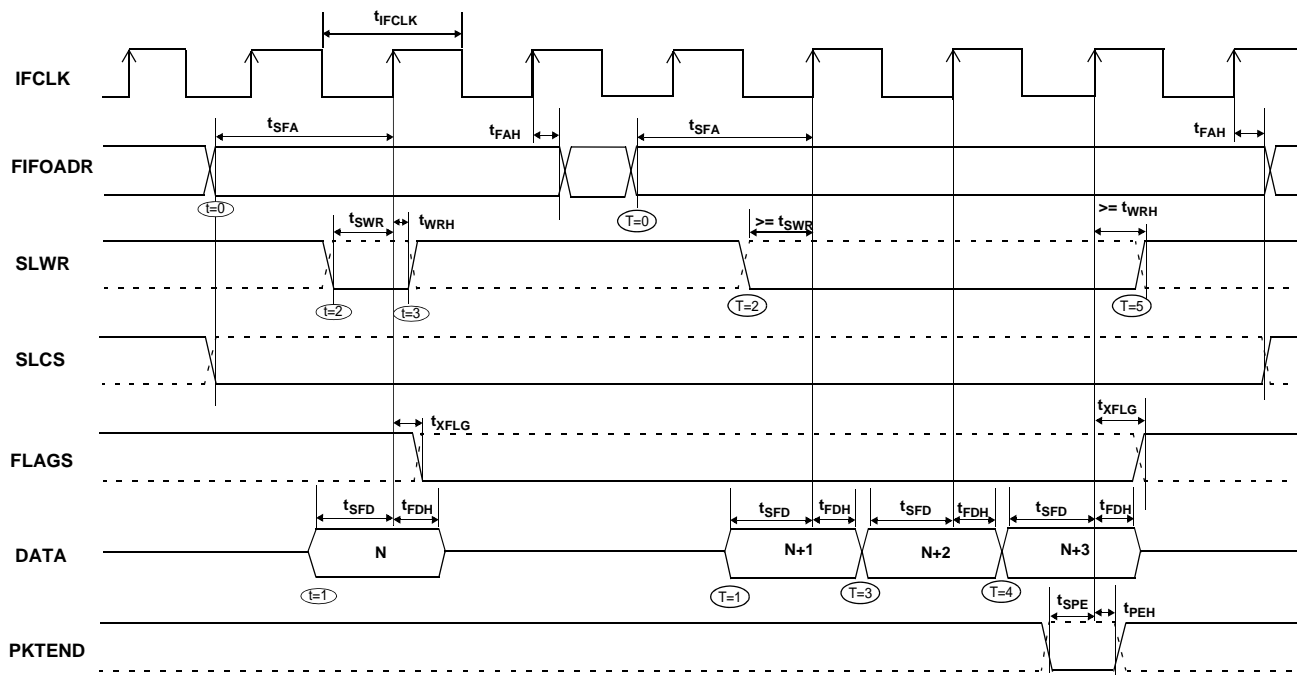 tIFCLK
IFCLK
tSFA
tFAH
tSFA
tFAH
FIFOADR
t=0
T=0
tSWR
tWRH
>= tSWR
>= tWRH
SLWR
t=2
t=3
T=2
T=5
SLCS
tXFLG
tXFLG
FLAGS
tSFD
tFDH
tSFD
tFDH
tSFD
tFDH
tSFD
tFDH
DATA
N
N+1
N+2
N+3
t=1
T=1
T=3
T=4
tSPE
tPEH
PKTEND